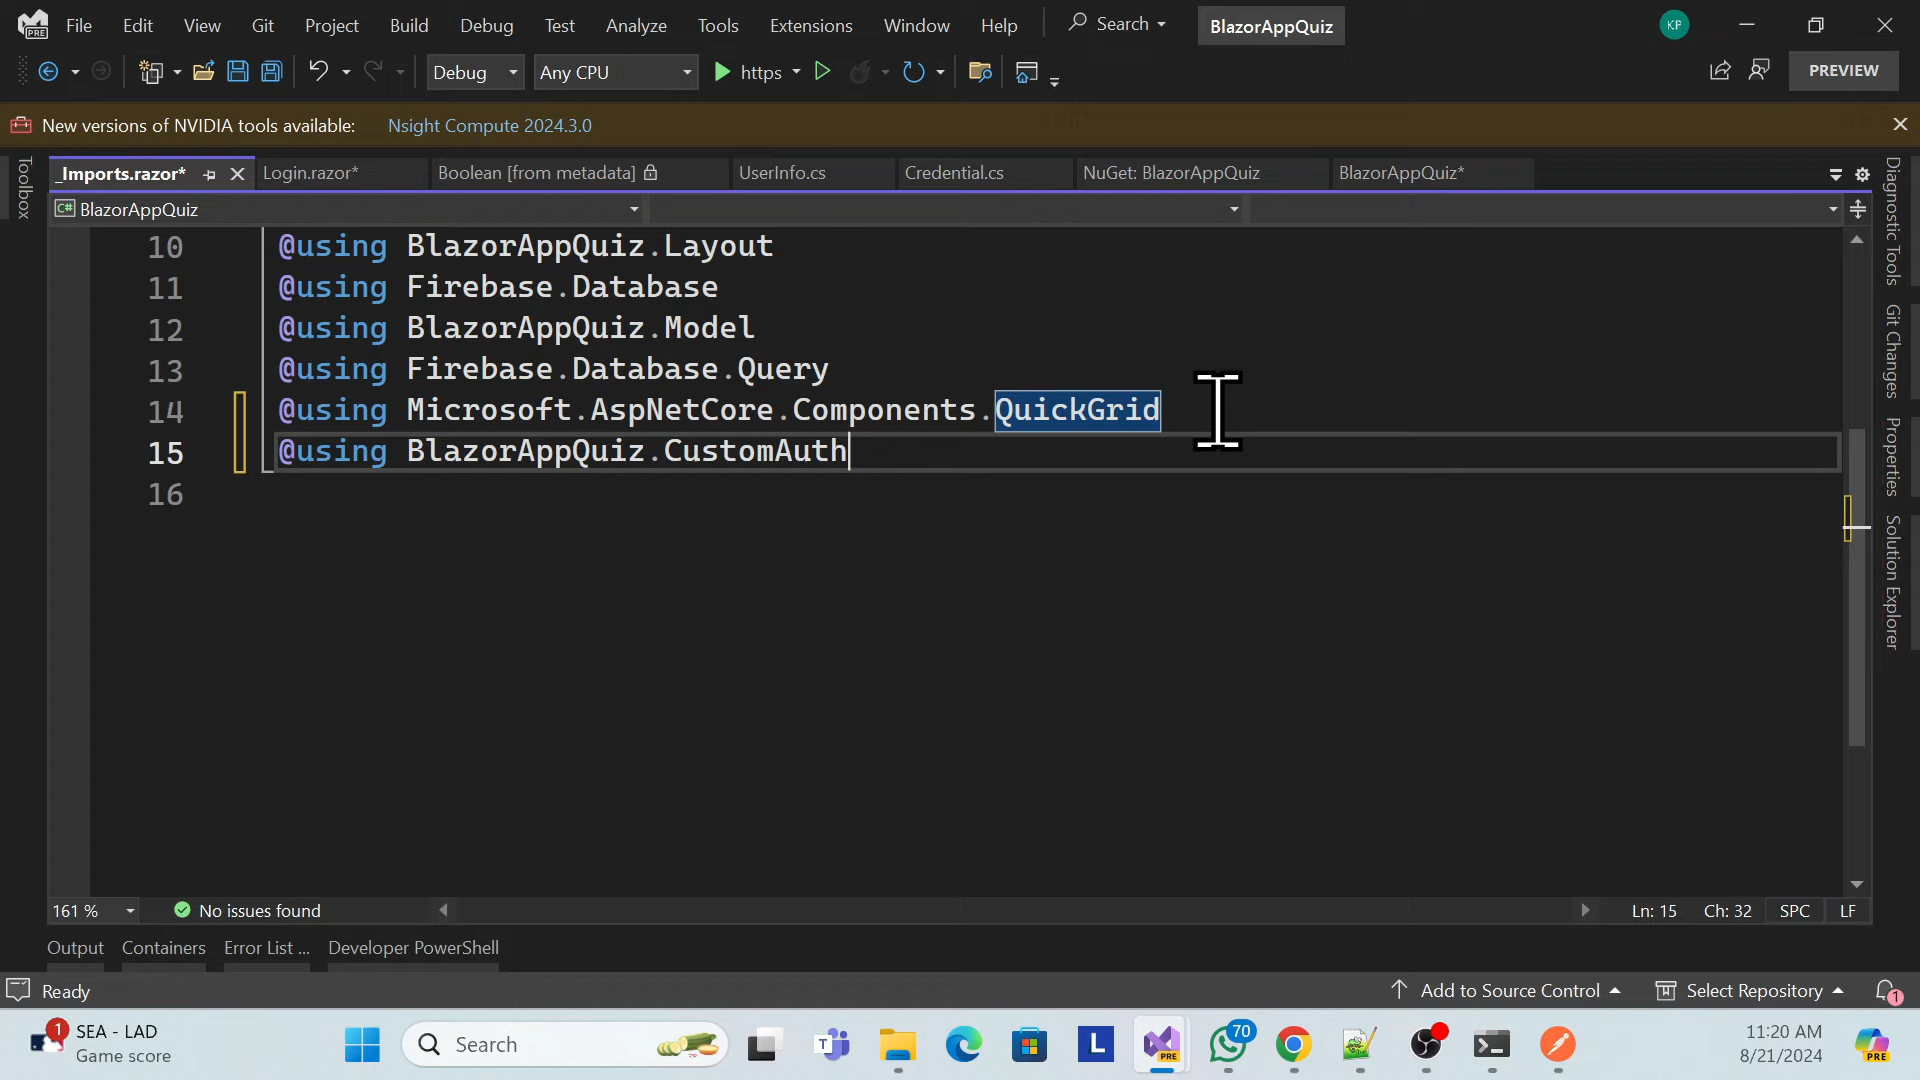 File Edit View Git Project Build Debug Test Analyze Tools Extensions Window Help Search BlazorAppQuiz KP
Debug Any CPU https PREVIEW
New versions of NVIDIA tools available: Nsight Compute 2024.3.0
_Imports.razor* Login.razor* Boolean [from metadata] UserInfo.cs Credential.cs NuGet: BlazorAppQuiz BlazorAppQuiz*
C# BlazorAppQuiz
Toolbox
10 @using BlazorAppQuiz.Layout
11 @using Firebase.Database
12 @using BlazorAppQuiz.Model
13 @using Firebase.Database.Query
14 @using Microsoft.AspNetCore.Components.QuickGrid
15 @using BlazorAppQuiz.CustomAuth
16
Diagnostic Tools
Git Changes
Properties
Solution Explorer
161 % No issues found Ln: 15 Ch: 32 SPC LF
Output Containers Error List ... Developer PowerShell
Ready Add to Source Control Select Repository 1
1 SEA - LAD
Game score
Search
PRE
70
11:20 AM
8/21/2024
PRE